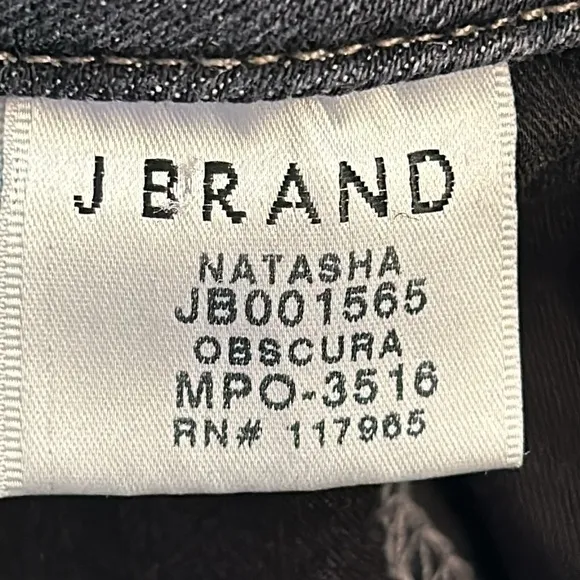 J BRAND
NATASHA
JB001565
OBSCURA
MPO-3516
RN# 117965